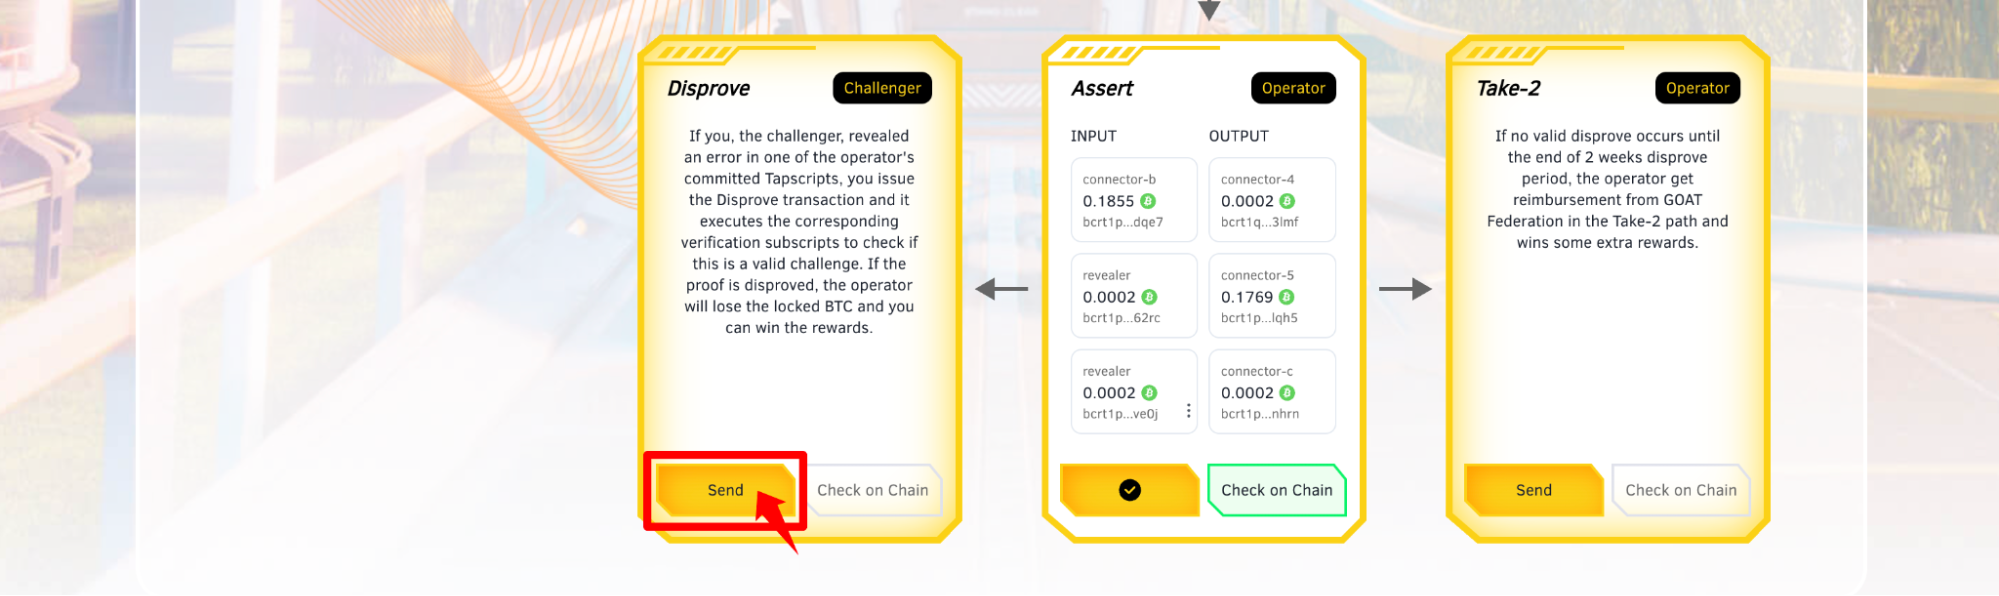 Disprove
Challenger
If you, the challenger, revealed
an error in one of the operator's
committed Tapscripts, you issue
the Disprove transaction and it
executes the corresponding
verification subscripts to check if
this is a valid challenge. If the
proof is disproved, the operator
will lose the locked BTC and you
can win the rewards.
Send
Check on Chain
Assert
Operator
INPUT
OUTPUT
connector-b
0.1855
bcrt1p...dqe7
connector-4
0.0002
bcrt1q...3lmf
revealer
0.0002
bcrt1p...62rc
connector-5
0.1769
bcrt1p...lqh5
revealer
0.0002
bcrt1p...ve0j
connector-c
0.0002
bcrt1p...nhrn
Check on Chain
Take-2
Operator
If no valid disprove occurs until
the end of 2 weeks disprove
period, the operator get
reimbursement from GOAT
Federation in the Take-2 path and
wins some extra rewards.
Send
Check on Chain